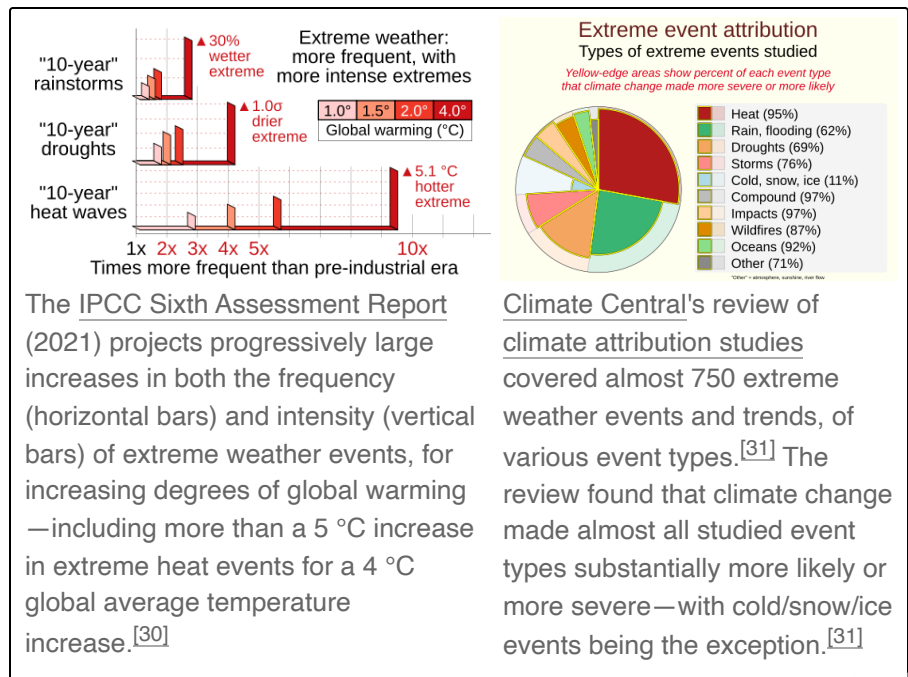 Extreme weather:
more frequent, with
more intense extremes
"10-year"
rainstorms
▲30%
wetter
extreme
1.0° 1.5° 2.0° 4.0°
Global warming (°C)
"10-year"
droughts
▲1.0σ
drier
extreme
"10-year"
heat waves
▲5.1 °C
hotter
extreme
1x 2x 3x 4x 5x 10x
Times more frequent than pre-industrial era
The IPCC Sixth Assessment Report
(2021) projects progressively large
increases in both the frequency
(horizontal bars) and intensity (vertical
bars) of extreme weather events, for
increasing degrees of global warming
—including more than a 5 °C increase
in extreme heat events for a 4 °C
global average temperature
increase.[30]
Extreme event attribution
Types of extreme events studied
Yellow-edge areas show percent of each event type
that climate change made more severe or more likely
Heat (95%)
Rain, flooding (62%)
Droughts (69%)
Storms (76%)
Cold, snow, ice (11%)
Compound (97%)
Impacts (97%)
Wildfires (87%)
Oceans (92%)
Other (71%)
"Other" = atmosphere, sunshine, river flow
Climate Central's review of
climate attribution studies
covered almost 750 extreme
weather events and trends, of
various event types.[31] The
review found that climate change
made almost all studied event
types substantially more likely or
more severe—with cold/snow/ice
events being the exception.[31]